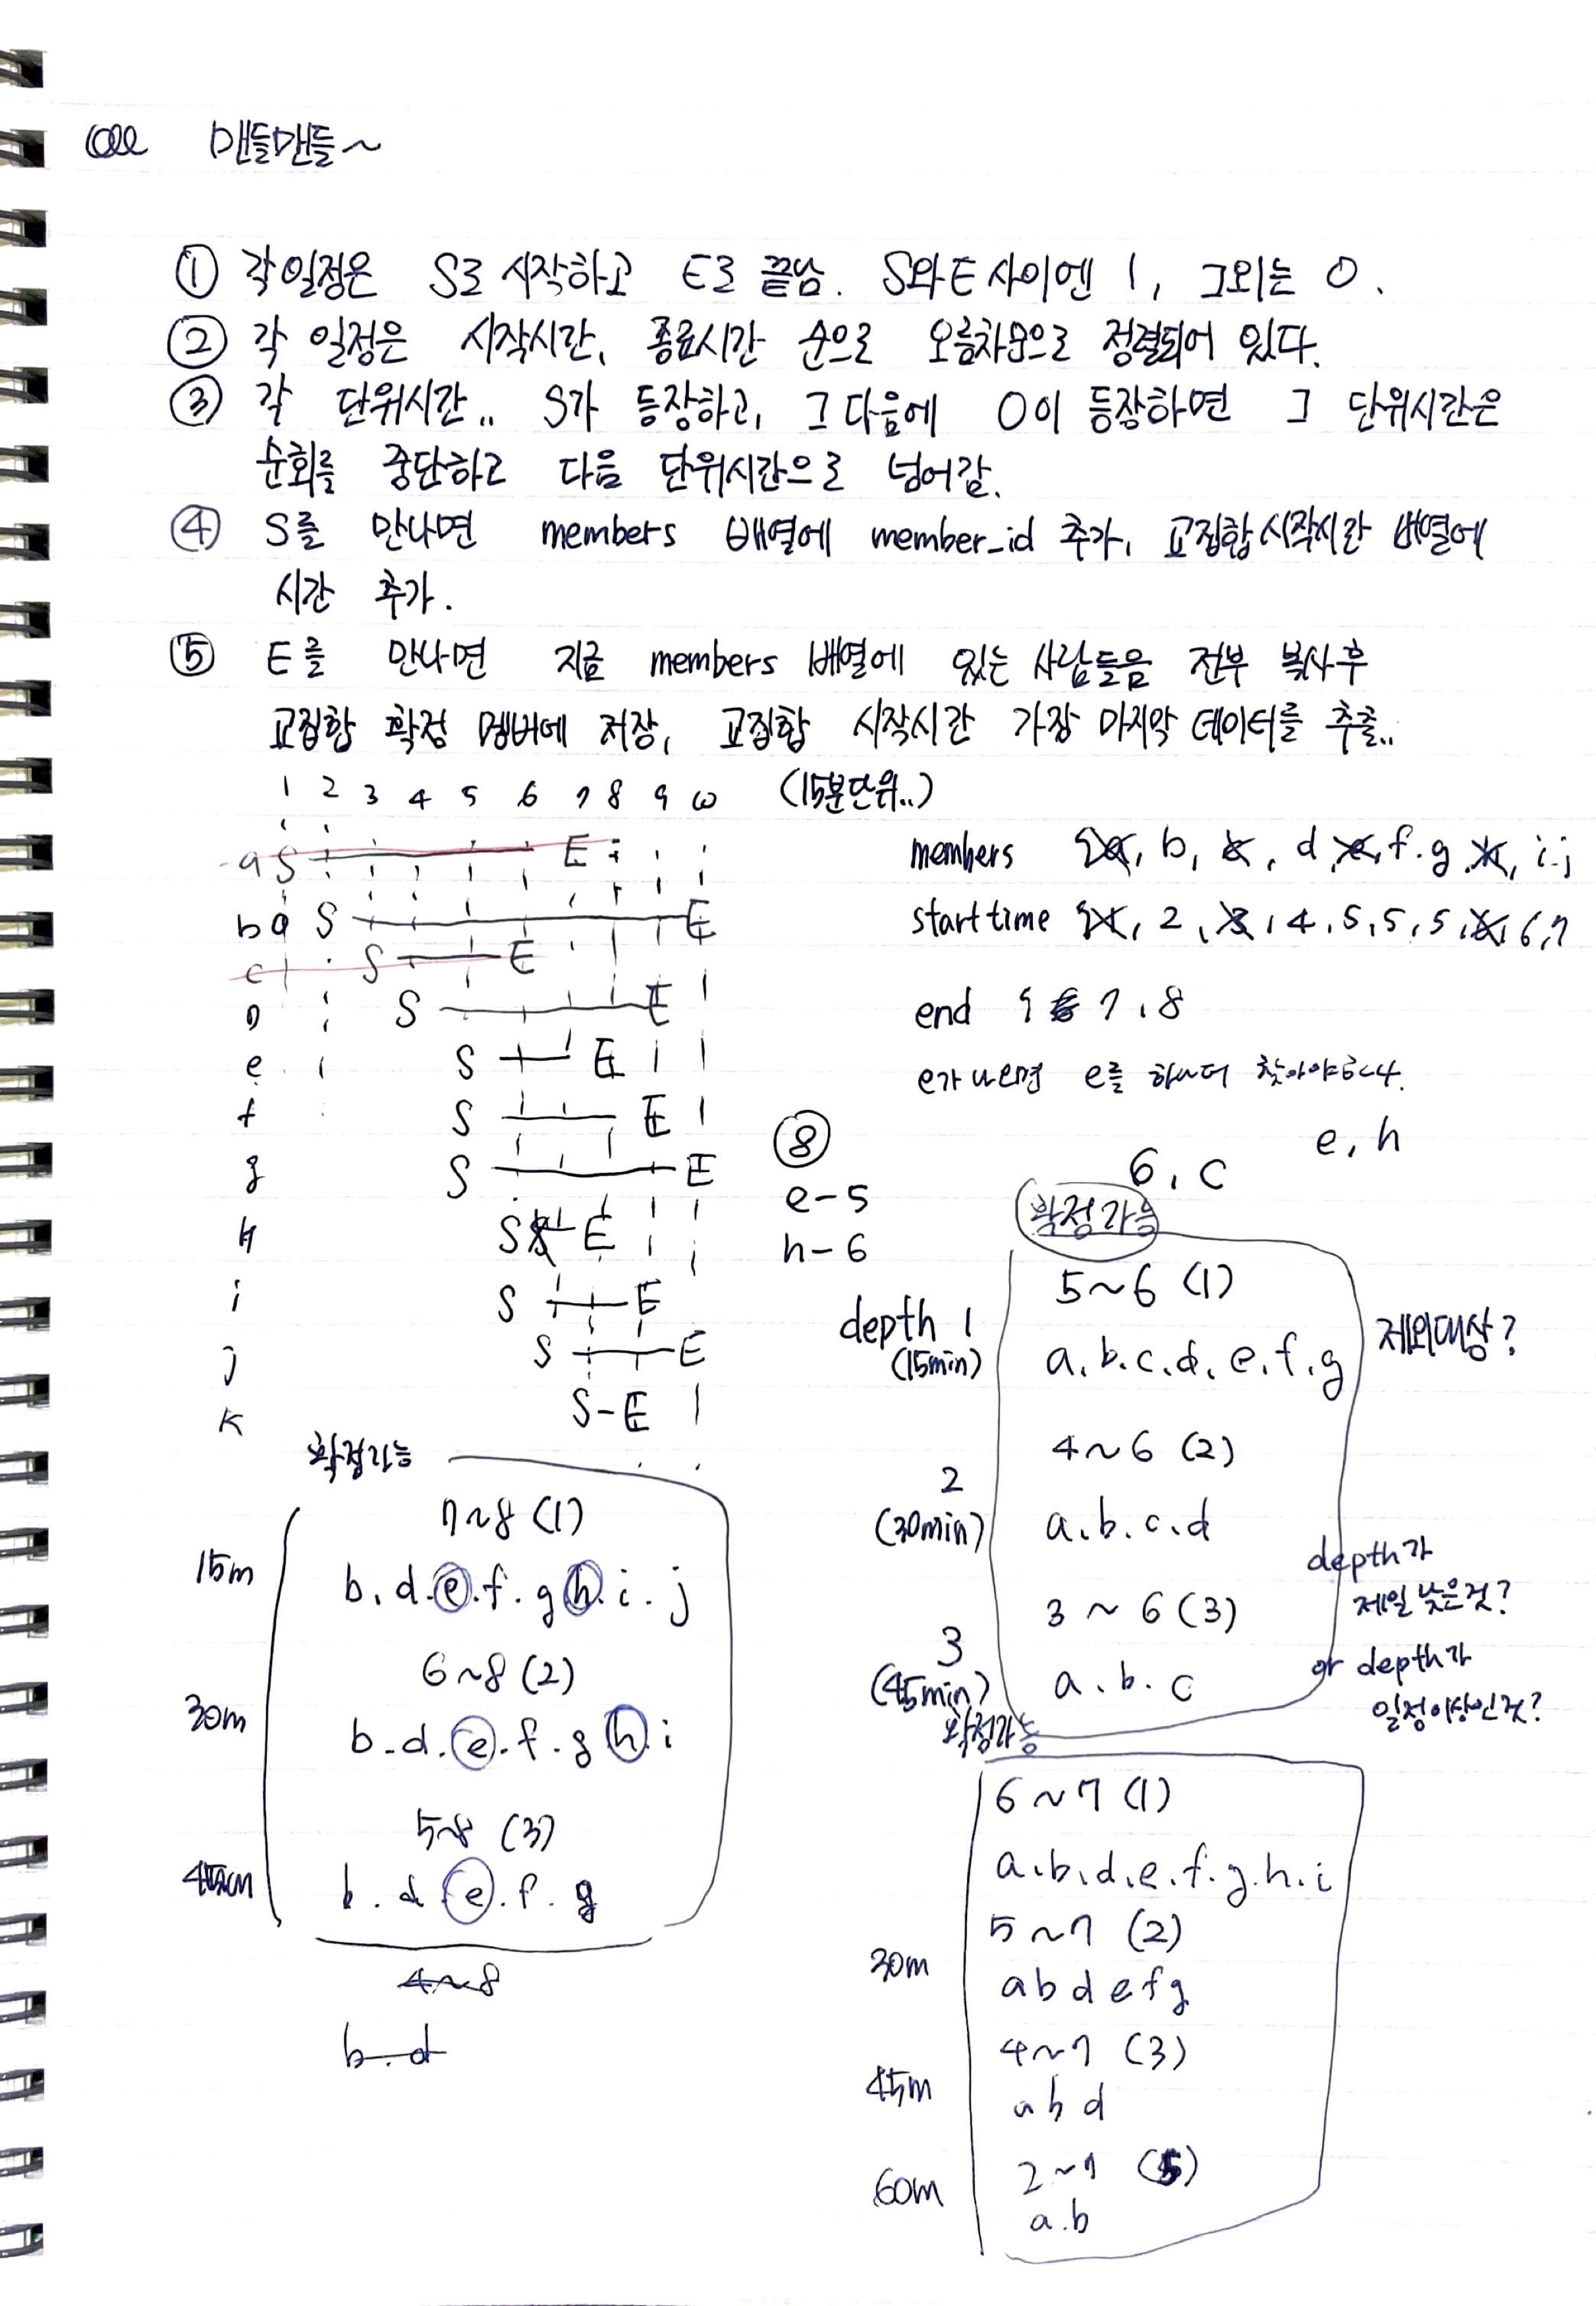 맨들맨들~
① 각 일정은 S로 시작하고 E로 끝남. S와 E 사이엔 1, 그외는 0.
② 각 일정은 시작시간, 종료시간 순으로 오름차순으로 정렬되어 있다.
③ 각 단위시간.. S가 등장하고, 그 다음에 0이 등장하면 그 단위시간은
순회를 중단하고 다음 단위시간으로 넘어감.
④ S를 만나면 members 배열에 member_id 추가, 교집합 시작시간 배열에
시간 추가.
⑤ E를 만나면 지금 members 배열에 있는 사람들을 전부 복사 후
교집합 확정 멤버에 저장, 교집합 시작시간 가장 마지막 데이터를 추출..
1 2 3 4 5 6 7 8 9 10 (15분단위..)
a S E
b S E
c S E
D S E
e S E
f S E
g S E
H S E
i S E
j S E
k S-E
members a, b, c, d, e, f. g, h, i. j
start time 1, 2, 3, 4, 5, 5, 5, 6, 6, 7
end 6 7, 8
e가 나오면 e를 하나 더 찾아야한다.
⑧
e-5
h-6
e, h
6, c
확정가능
depth 1
(15min)
5~6 (1)
a. b. c. d. e. f. g
제외대상?
2
(30min)
4~6 (2)
a. b. c. d
depth가
제일 낮은것?
3
(45min)
3~6 (3)
a. b. c
or depth가
일정이상인것?
확정가능
15m
7~8 (1)
b. d. e. f. g h. i. j
30m
6~8 (2)
b. d. e. f. g h. i
45m
5~8 (3)
b. d e. f. g
4~8
b. d
확정가능
6~7 (1)
a. b. d. e. f. g. h. i
30m
5~7 (2)
a b d e f g
45m
4~7 (3)
a b d
60m
2~7 (5)
a. b